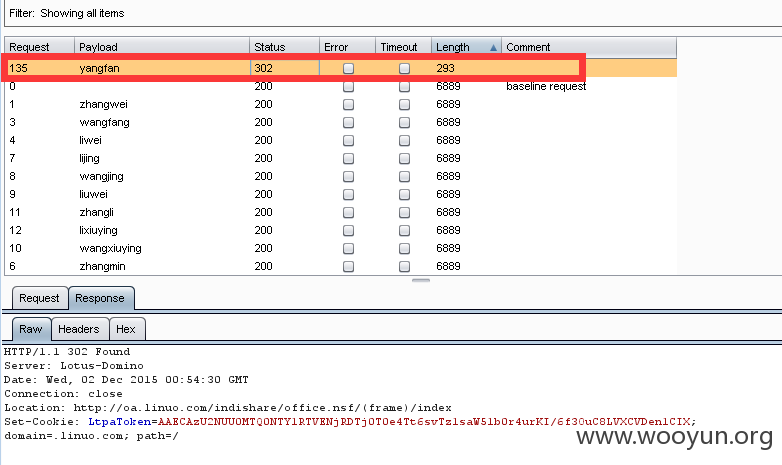 Filter: Showing all items
Request Payload Status Error Timeout Length Comment
135 yangfan 302 293
0 200 6889 baseline request
1 zhangwei 200 6889
3 wangfang 200 6889
4 liwei 200 6889
7 lijing 200 6889
8 wangjing 200 6889
9 liuwei 200 6889
11 zhangli 200 6889
12 lixiuying 200 6889
10 wangxiuying 200 6889
6 zhangmin 200 6889
Request Response
Raw Headers Hex
HTTP/1.1 302 Found
Server: Lotus-Domino
Date: Wed, 02 Dec 2015 00:54:30 GMT
Connection: close
Location: http://oa.linuo.com/indishare/office.nsf/(frame)/index
Set-Cookie:
domain=.linuo.com; path=/
www.wooyun.org